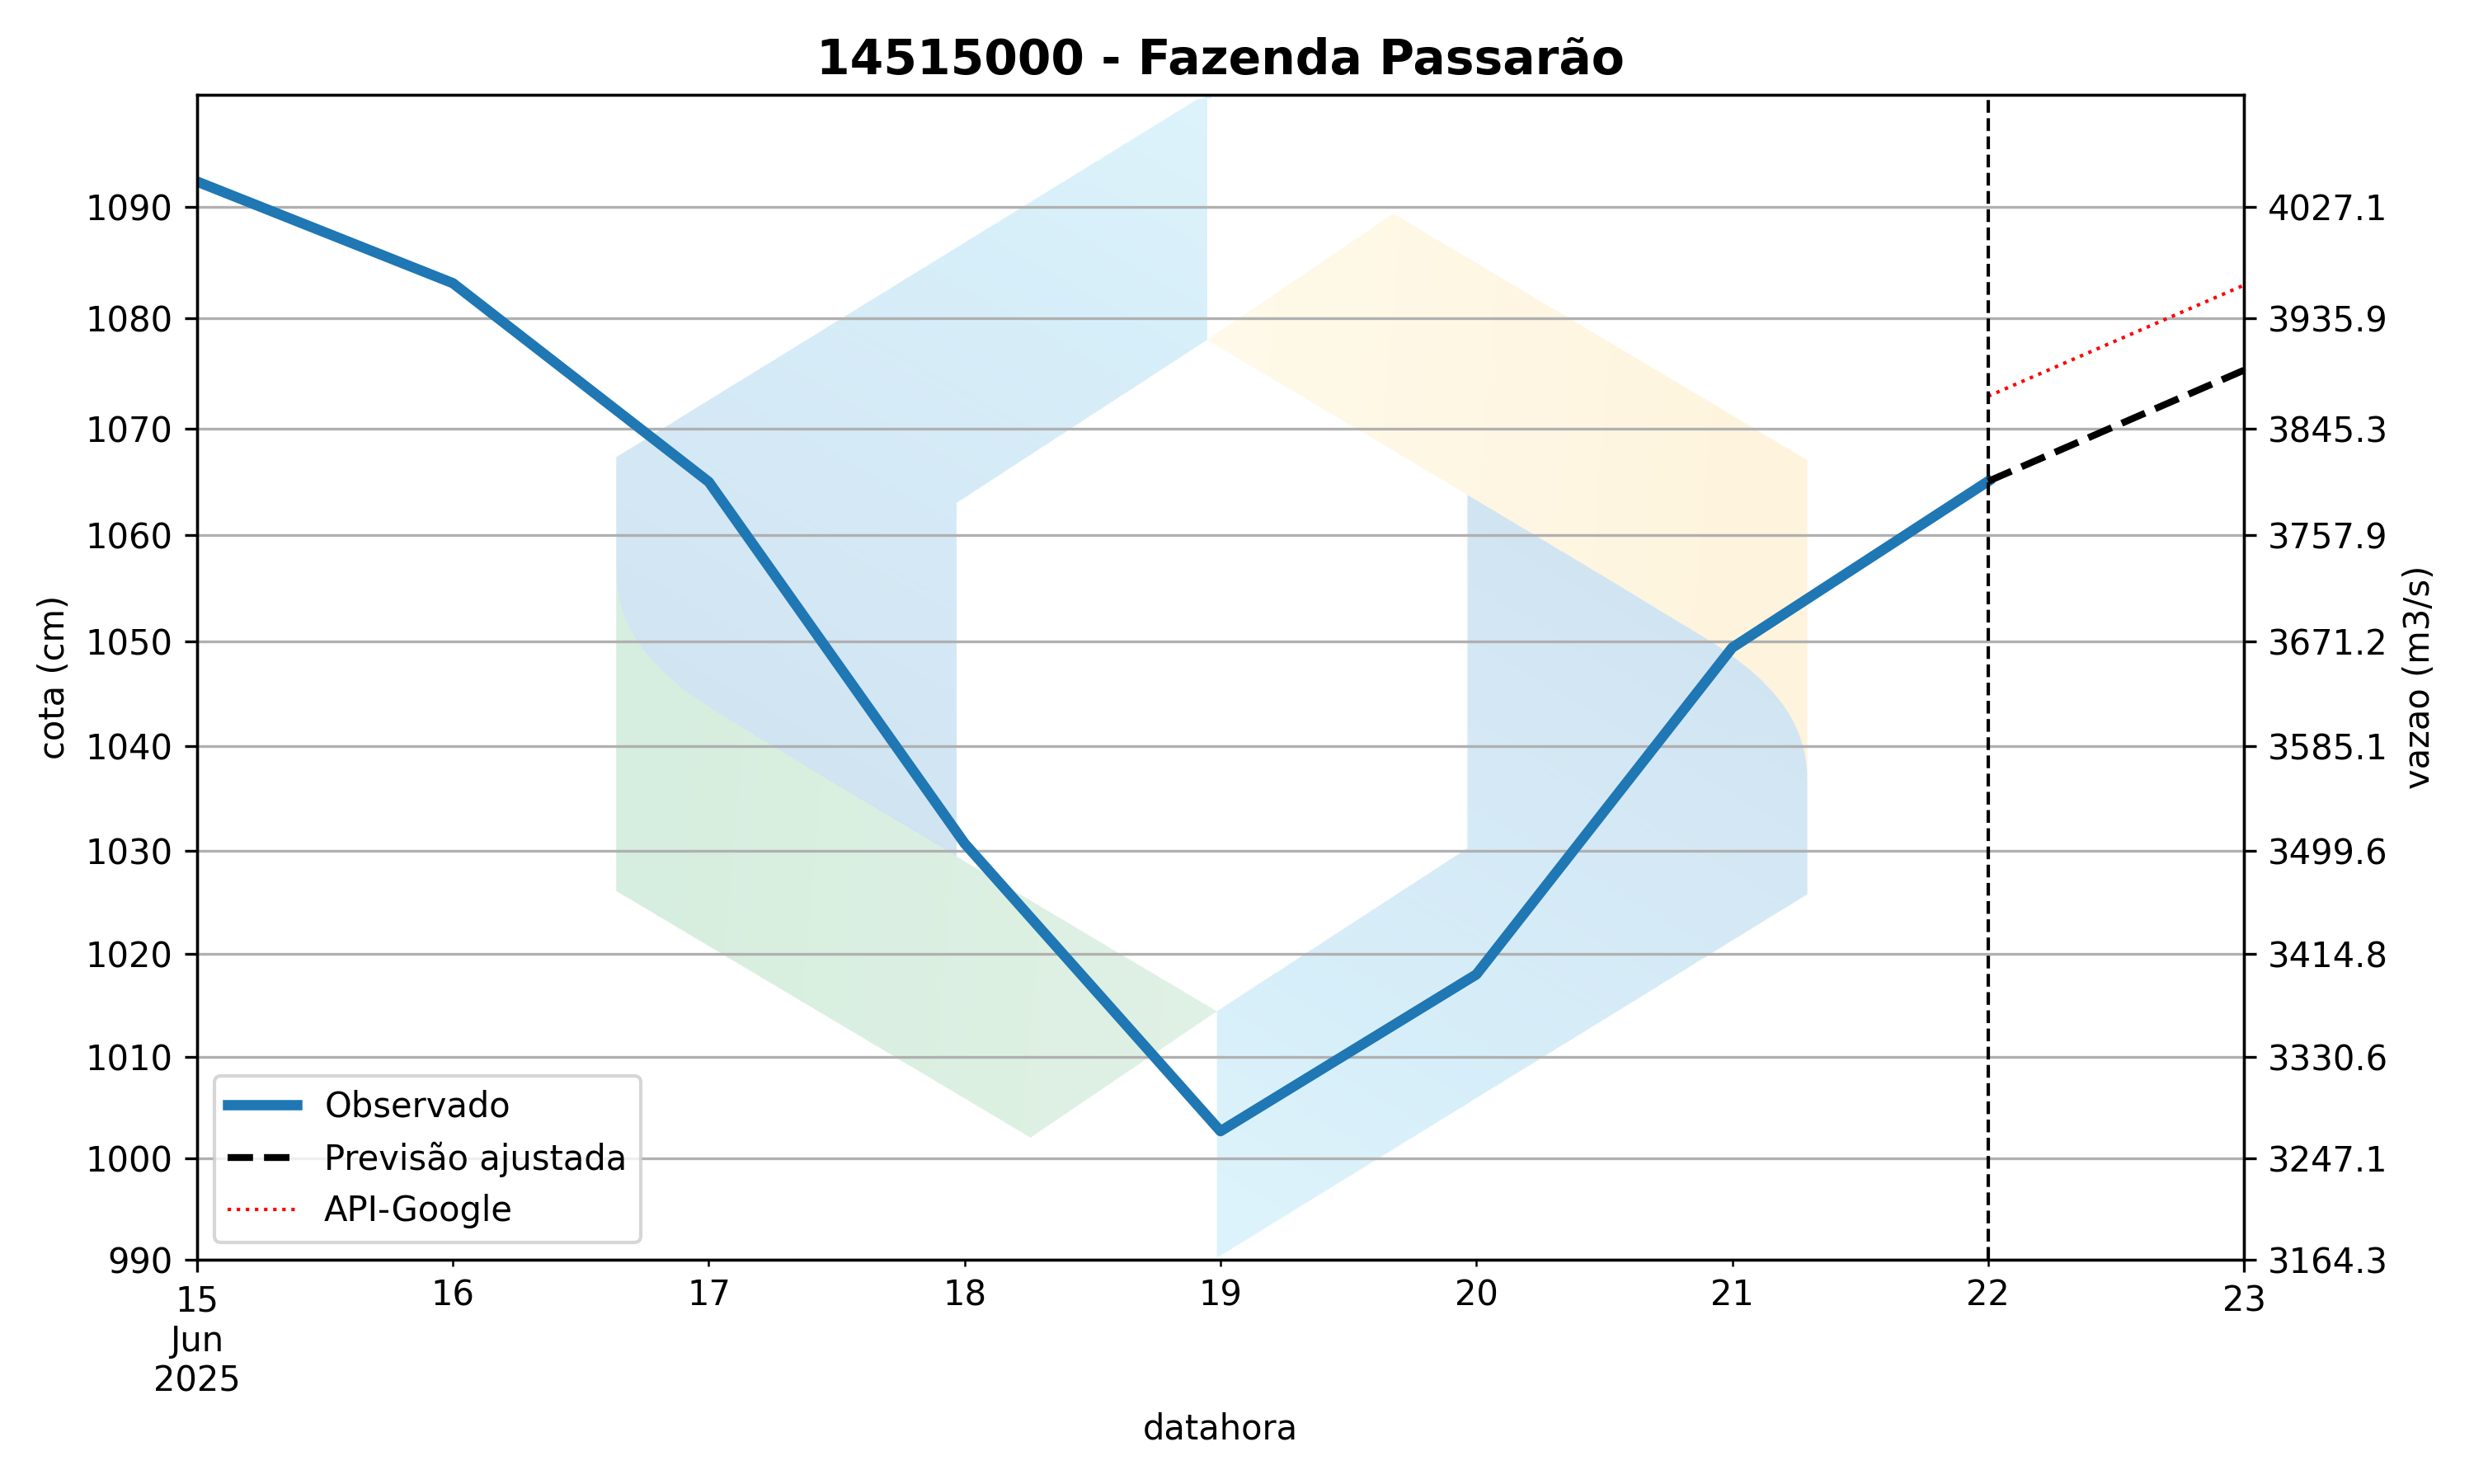 14515000 - Fazenda Passarão
1090
1080
1070
1060
1050
1040
1030
1020
1010
1000
990
cota (cm)
4027.1
3935.9
3845.3
3757.9
3671.2
3585.1
3499.6
3414.8
3330.6
3247.1
3164.3
vazao (m3/s)
Observado
Previsão ajustada
API-Google
15 16 17 18 19 20 21 22 23
Jun
2025
datahora